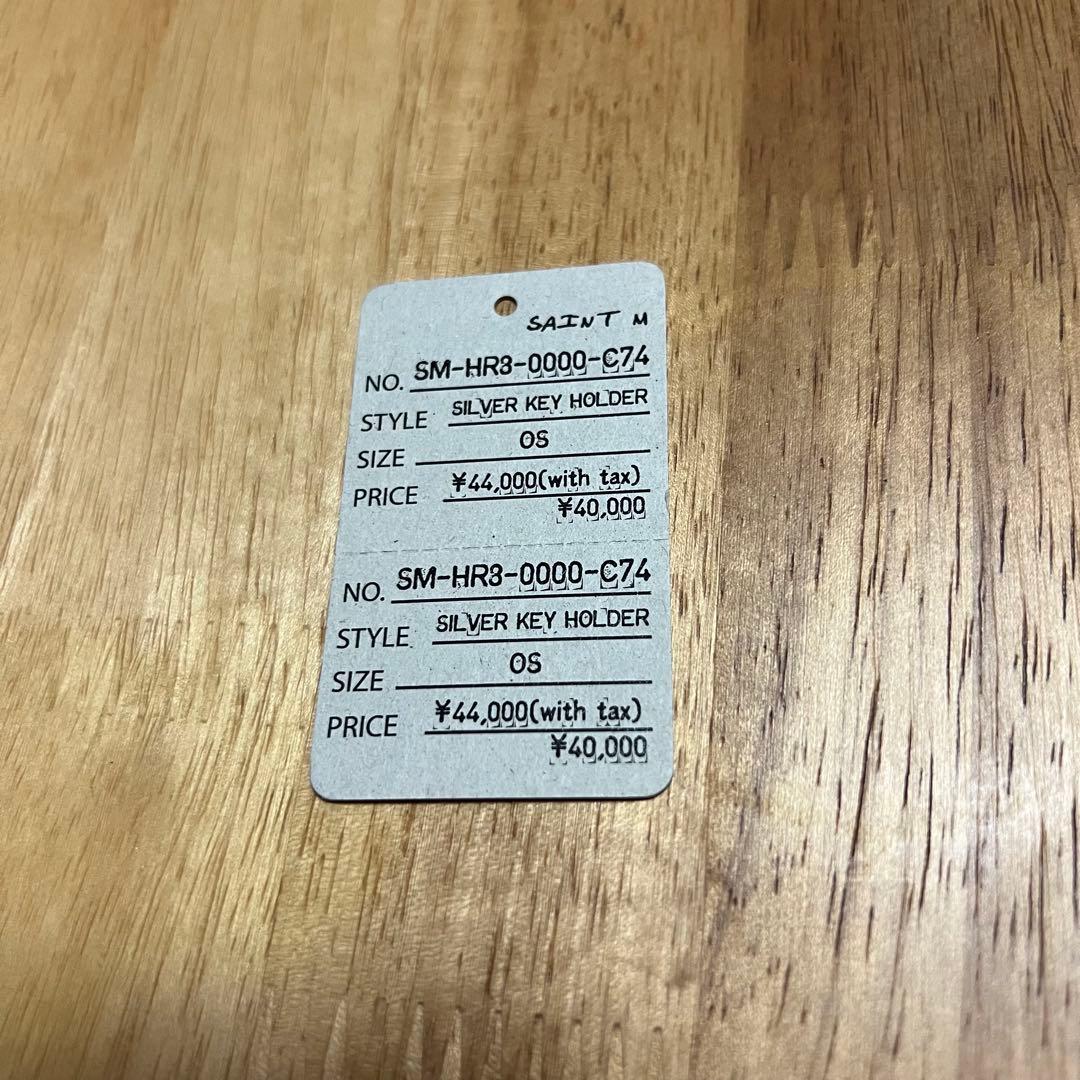 SAINT M
NO. SM-HR3-0000-C74
STYLE SILVER KEY HOLDER
SIZE OS
PRICE ¥44,000(with tax)
¥40,000
NO. SM-HR3-0000-C74
STYLE SILVER KEY HOLDER
SIZE OS
PRICE ¥44,000(with tax)
¥40,000